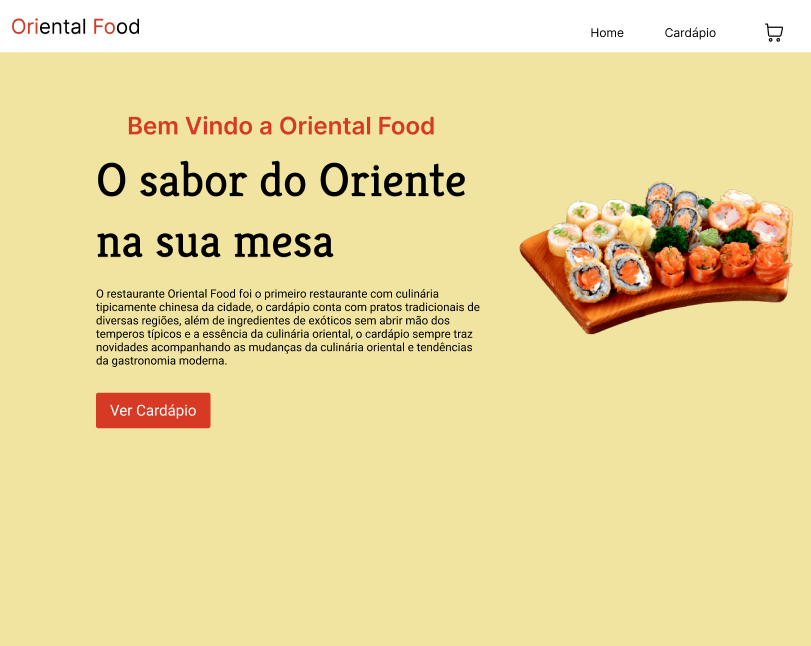 Oriental Food
Home
Cardápio
Bem Vindo a Oriental Food
O sabor do Oriente
na sua mesa
O restaurante Oriental Food foi o primeiro restaurante com culinária
tipicamente chinesa da cidade, o cardápio conta com pratos tradicionais de
diversas regiões, além de ingredientes de exóticos sem abrir mão dos
temperos típicos e a essência da culinária oriental, o cardápio sempre traz
novidades acompanhando as mudanças da culinária oriental e tendências
da gastronomia moderna.
Ver Cardápio